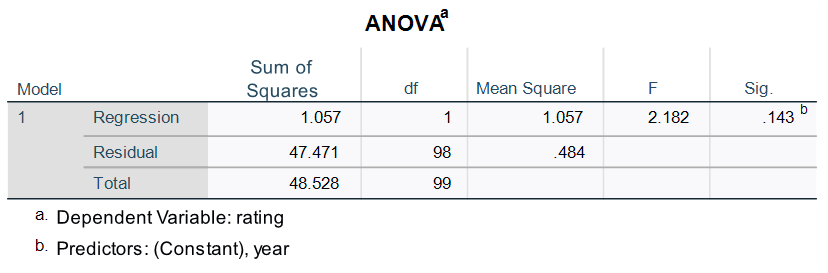 ANOVAa
Model Sum of Squares df Mean Square F Sig.
1 Regression 1.057 1 1.057 2.182 .143 b
Residual 47.471 98 .484
Total 48.528 99
a. Dependent Variable: rating
b. Predictors: (Constant), year